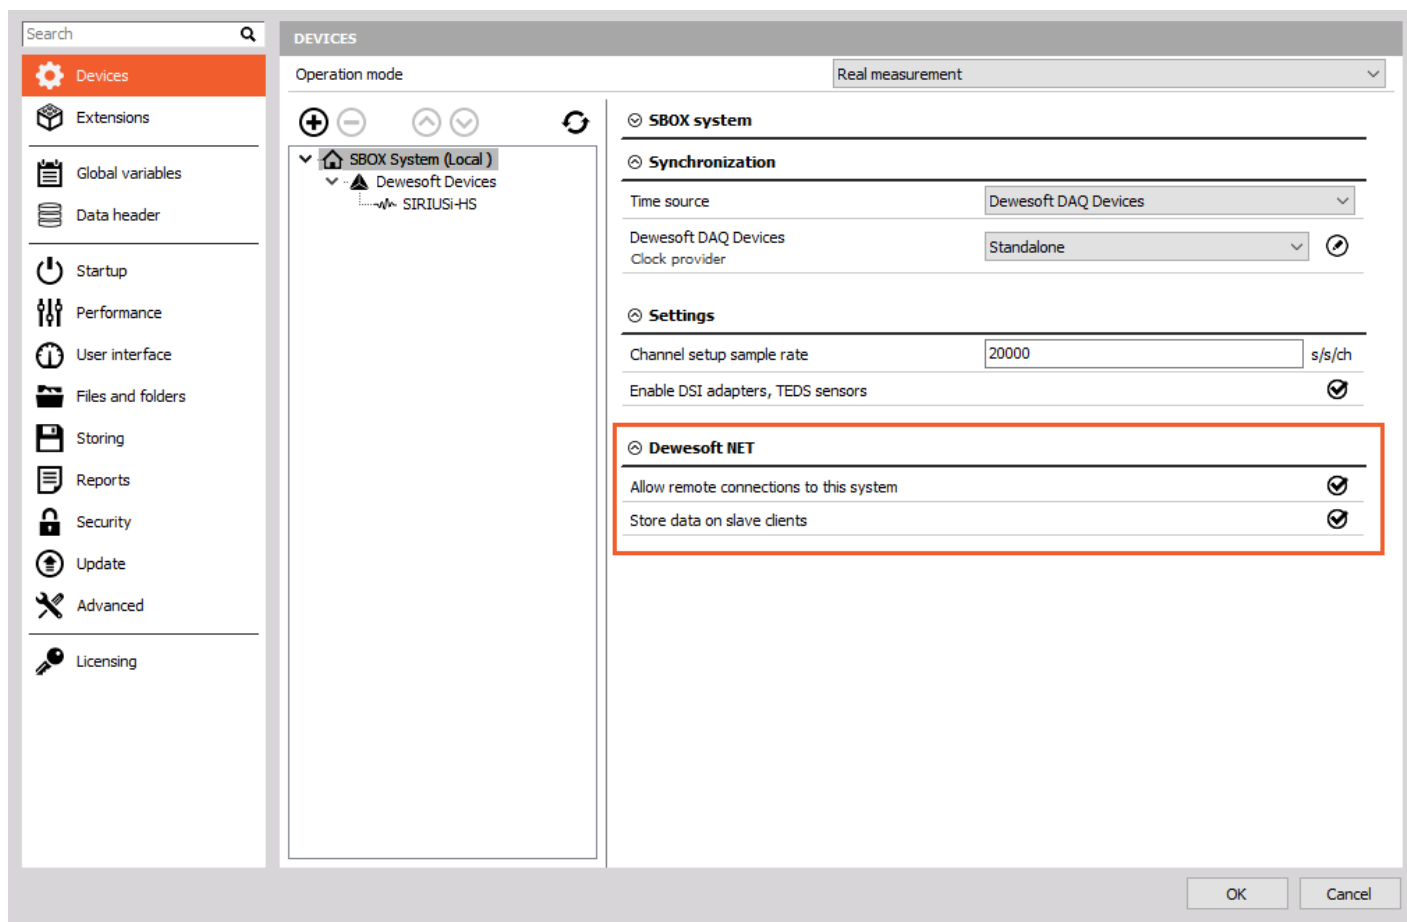 Search
Devices
Extensions
Global variables
Data header
Startup
Performance
User interface
Files and folders
Storing
Reports
Security
Update
Advanced
Licensing
DEVICES
Operation mode
Real measurement
SBOX System (Local )
Dewesoft Devices
SIRIUSi-HS
SBOX system
Synchronization
Time source
Dewesoft DAQ Devices
Dewesoft DAQ Devices
Clock provider
Standalone
Settings
Channel setup sample rate
20000
s/s/ch
Enable DSI adapters, TEDS sensors
Dewesoft NET
Allow remote connections to this system
Store data on slave clients
OK
Cancel